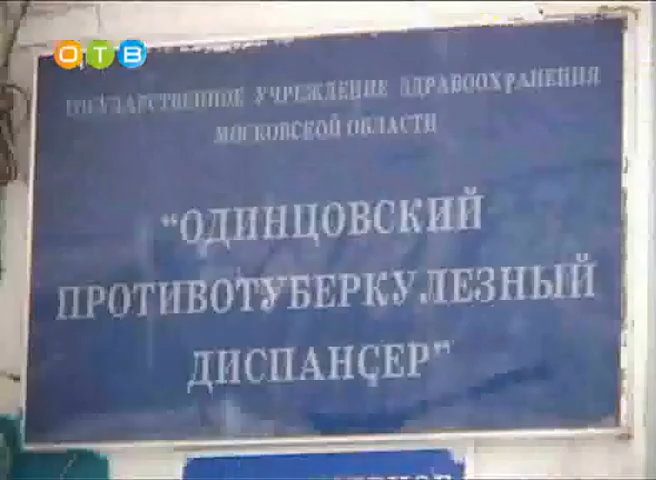 ОТВ
ГОСУДАРСТВЕННОЕ УЧРЕЖДЕНИЕ ЗДРАВООХРАНЕНИЯ
МОСКОВСКОЙ ОБЛАСТИ
"ОДИНЦОВСКИЙ
ПРОТИВОТУБЕРКУЛЕЗНЫЙ
ДИСПАНСЕР"